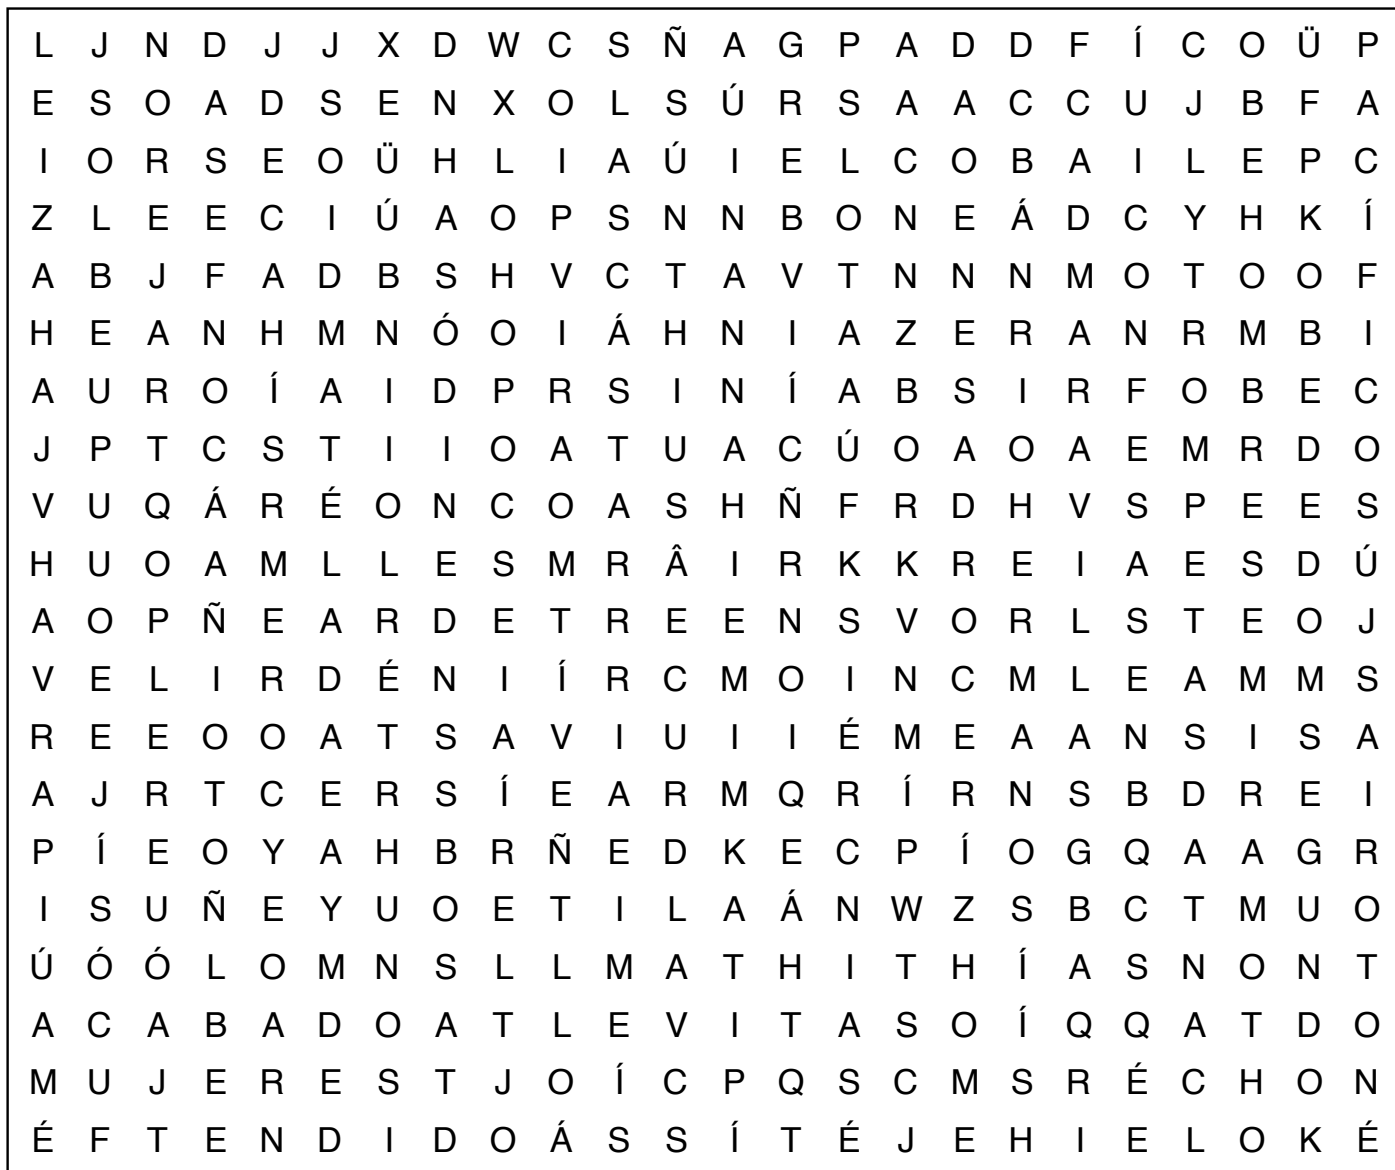 L J N D J J X D W C S Ñ A G P A D D F Í C O Ü P
E S O A D S E N X O L S Ú R S A A C C U J B F A
I O R S E O Ü H L I A Ú I E L C O B A I L E P C
Z L E E C I Ú A O P S N N B O N E Á D C Y H K Í
A B J F A D B S H V C T A V T N N N M O T O O F
H E A N H M N Ó O I Á H N I A Z E R A N R M B I
A U R O Í A I D P R S I N Í A B S I R F O B E C
J P T C S T I I O A T U A C Ú O A O A E M R D O
V U Q Á R É O N C O A S H Ñ F R D H V S P E E S
H U O A M L L E S M R Â I R K K R E I A E S D Ú
A O P Ñ E A R D E T R E E N S V O R L S T E O J
V E L I R D É N I Í R C M O I N C M L E A M M S
R E E O O A T S A V I U I I É M E A A N S I S A
A J R T C E R S Í E A R M Q R Í R N S B D R E I
P Í E O Y A H B R Ñ E D K E C P Í O G Q A A G R
I S U Ñ E Y U O E T I L A Á N W Z S B C T M U O
Ú Ó Ó L O M N S L L M A T H I T H Í A S N O N T
A C A B A D O A T L E V I T A S O Í Q Q A T D O
M U J E R E S T J O Í C P Q S C M S R É C H O N
É F T E N D I D O Á S S Í T É J E H I E L O K É